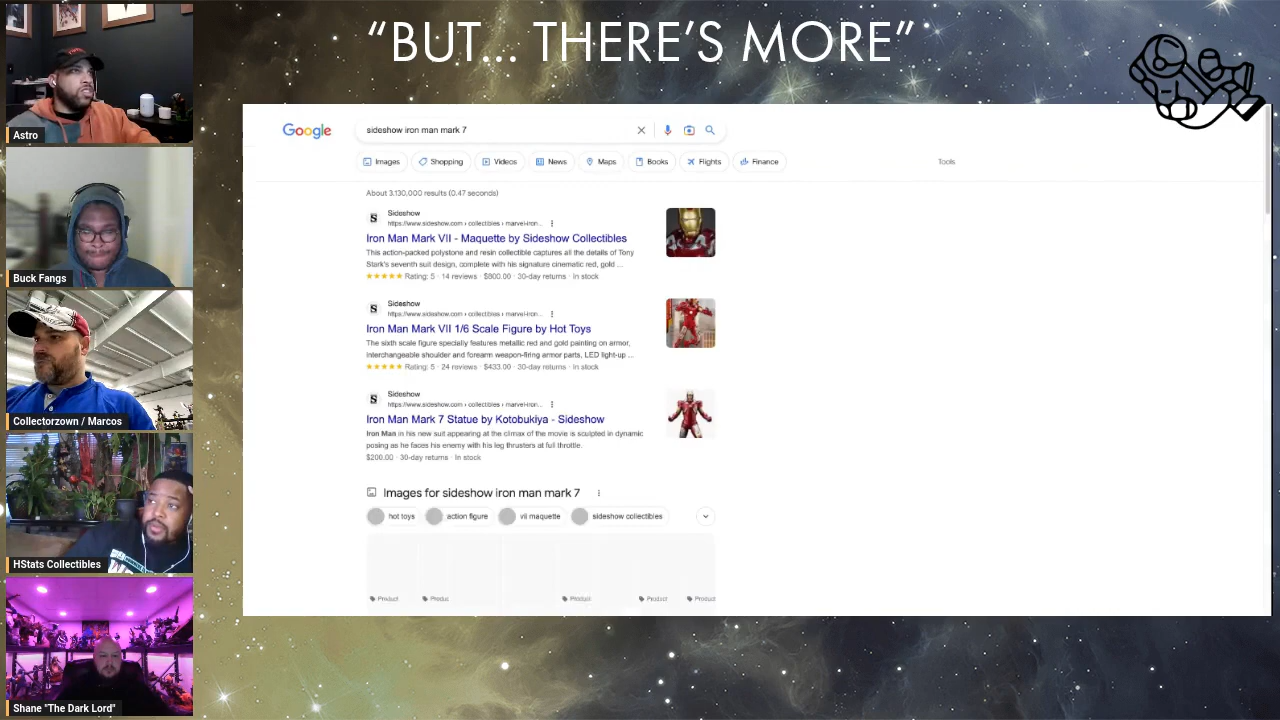 “BUT... THERE’S MORE”
Astro
Buck Fangs
Collectorzown / Marcos
HStats Collectibles
Shane "The Dark Lord"
Google
sideshow iron man mark 7
Images
Shopping
Videos
News
Maps
Books
Flights
Finance
Tools
About 3,130,000 results (0.47 seconds)
S
Sideshow
https://www.sideshow.com › collectibles › marvel-iron...
Iron Man Mark VII - Maquette by Sideshow Collectibles
This action-packed polystone and resin collectible captures all the details of Tony
Stark's seventh suit design, complete with his signature cinematic red, gold ...
Rating: 5 · 14 reviews · $800.00 · 30-day returns · In stock
S
Sideshow
https://www.sideshow.com › collectibles › marvel-iron...
Iron Man Mark VII 1/6 Scale Figure by Hot Toys
The sixth scale figure specially features metallic red and gold painting on armor,
interchangeable shoulder and forearm weapon-firing armor parts, LED light-up ...
Rating: 5 · 24 reviews · $433.00 · 30-day returns · In stock
S
Sideshow
https://www.sideshow.com › collectibles › marvel-iron...
Iron Man Mark 7 Statue by Kotobukiya - Sideshow
Iron Man in his new suit appearing at the climax of the movie is sculpted in dynamic
posing as he faces his enemy with his leg thrusters at full throttle.
$200.00 · 30-day returns · In stock
Images for sideshow iron man mark 7
hot toys
action figure
vii maquette
sideshow collectibles
Product
Produc
Product
Product
Product